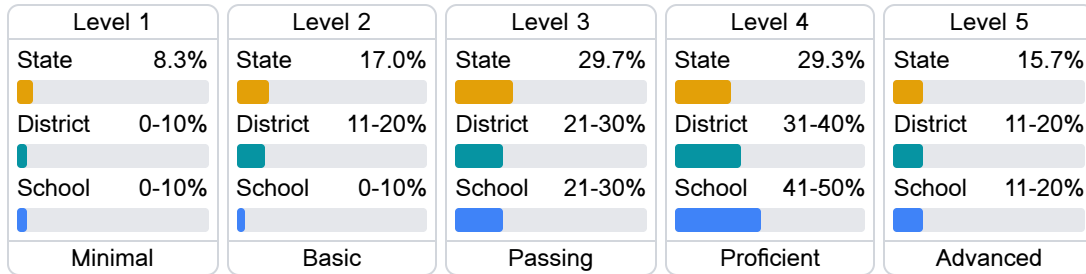 Level 1
State 8.3%
District 0-10%
School 0-10%
Minimal
Level 2
State 17.0%
District 11-20%
School 0-10%
Basic
Level 3
State 29.7%
District 21-30%
School 21-30%
Passing
Level 4
State 29.3%
District 31-40%
School 41-50%
Proficient
Level 5
State 15.7%
District 11-20%
School 11-20%
Advanced